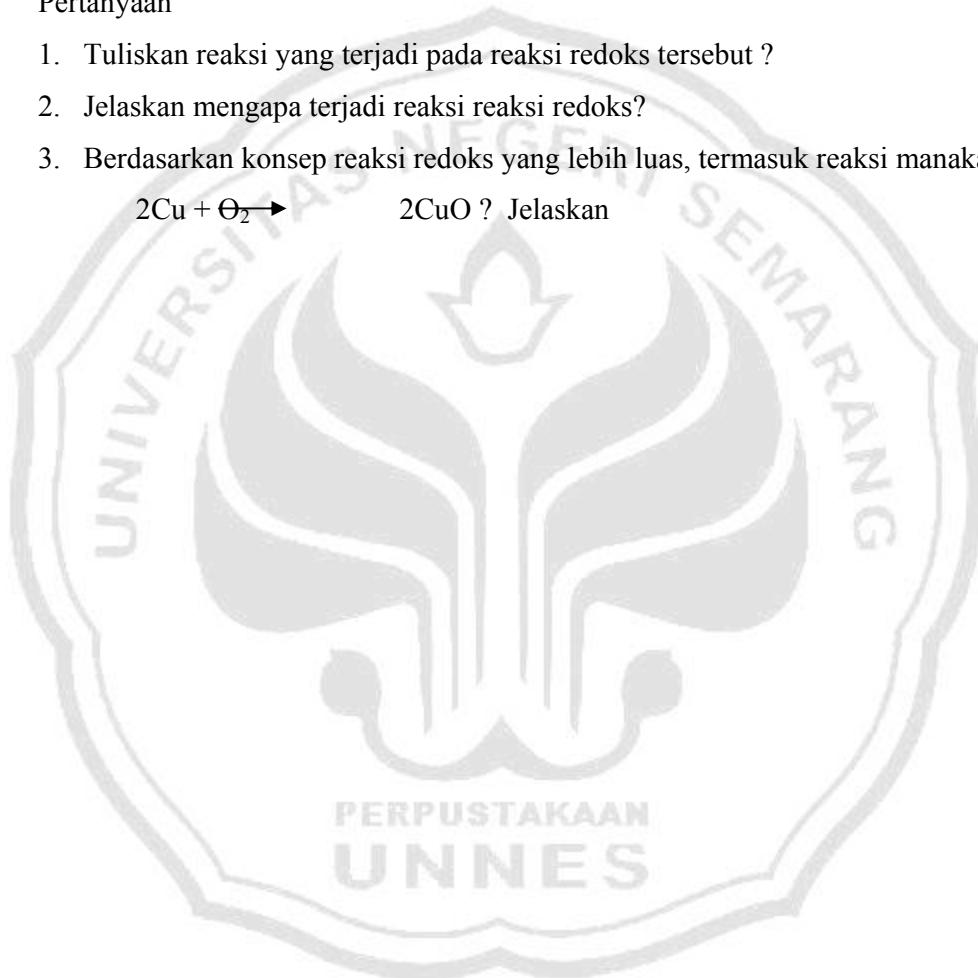 Pertanyaan
1. Tuliskan reaksi yang terjadi pada reaksi redoks tersebut ?
2. Jelaskan mengapa terjadi reaksi reaksi redoks?
3. Berdasarkan konsep reaksi redoks yang lebih luas, termasuk reaksi
2Cu + O₂ → 2CuO ? Jelaskan
UNIVERSITAS NEGERI SEMARANG
PERPUSTAKAAN
UNNES